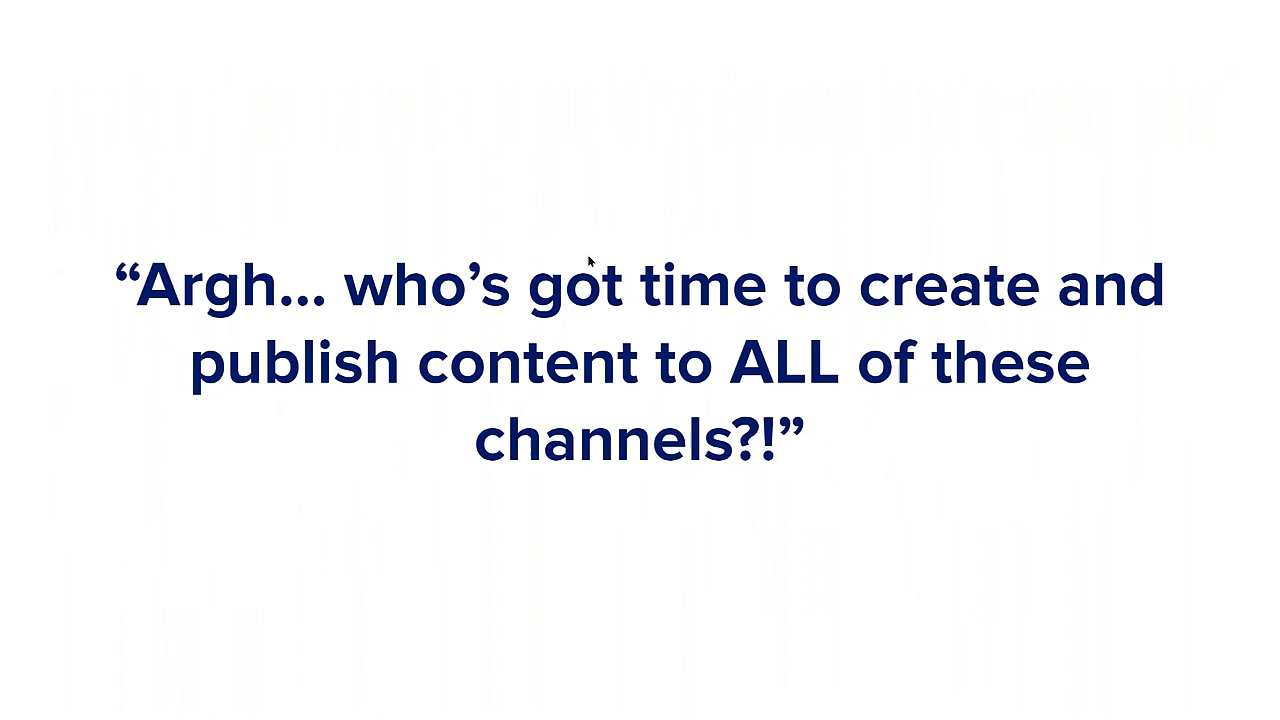 “Argh... who’s got time to create and
publish content to ALL of these
channels?!”